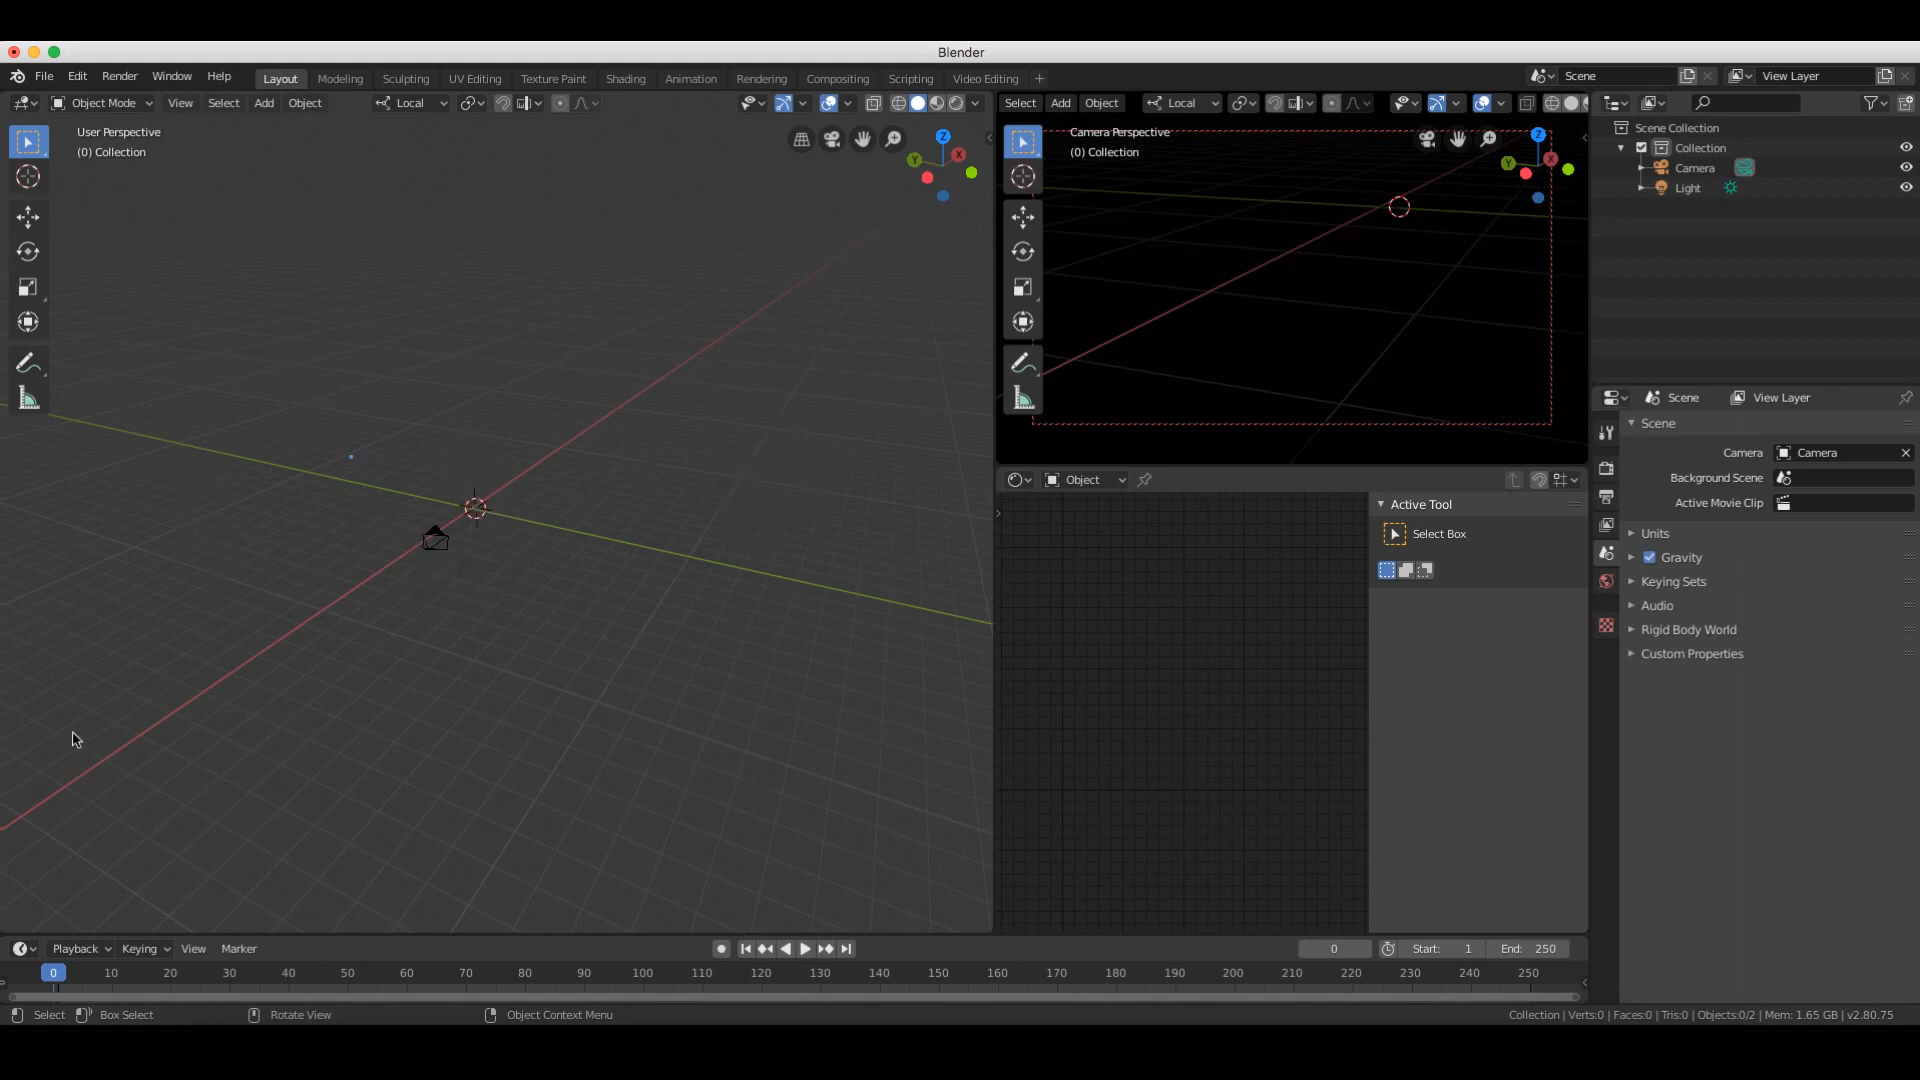 Blender
File Edit Render Window Help Layout Modeling Sculpting UV Editing Texture Paint Shading Animation Rendering Compositing Scripting Video Editing + Scene View Layer
Object Mode View Select Add Object Local Select Add Object Local
User Perspective
(0) Collection
Z
Y
X
Camera Perspective
(0) Collection
Z
Y
X
Scene Collection
Collection
Camera
Light
Scene View Layer
Scene
Camera Camera
Background Scene
Active Movie Clip
Units
Gravity
Keying Sets
Audio
Rigid Body World
Custom Properties
Object
Active Tool
Select Box
Playback Keying View Marker 0 Start: 1 End: 250
0 10 20 30 40 50 60 70 80 90 100 110 120 130 140 150 160 170 180 190 200 210 220 230 240 250
Select Box Select Rotate View Object Context Menu Collection | Verts:0 | Faces:0 | Tris:0 | Objects:0/2 | Mem: 1.65 GB | v2.80.75